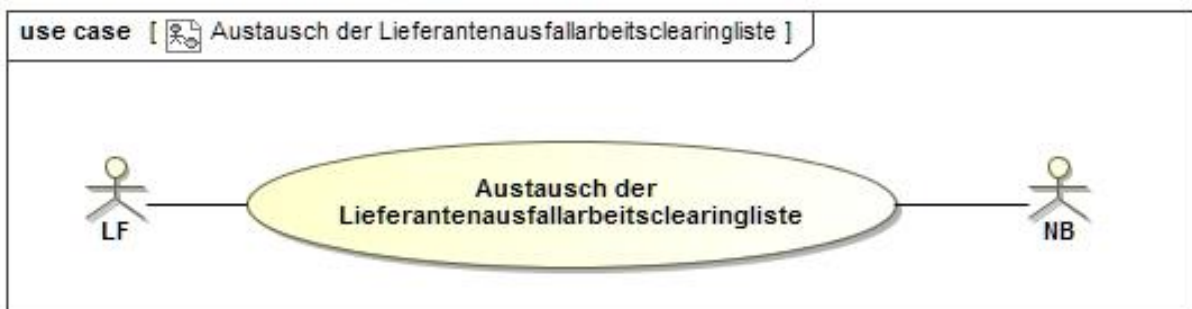 use case [ Austausch der Lieferantenausfallarbeitsclearingliste ]
Austausch der
Lieferantenausfallarbeitsclearingliste
LF
NB